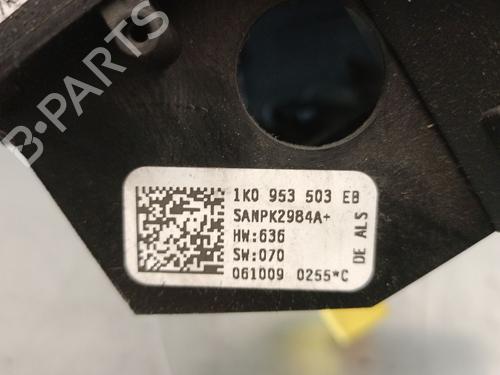 B-PARTS
1K0 953 503 EB
SANPK2984A+
HW:636
SW:070
061009 0255*C
DE ALS